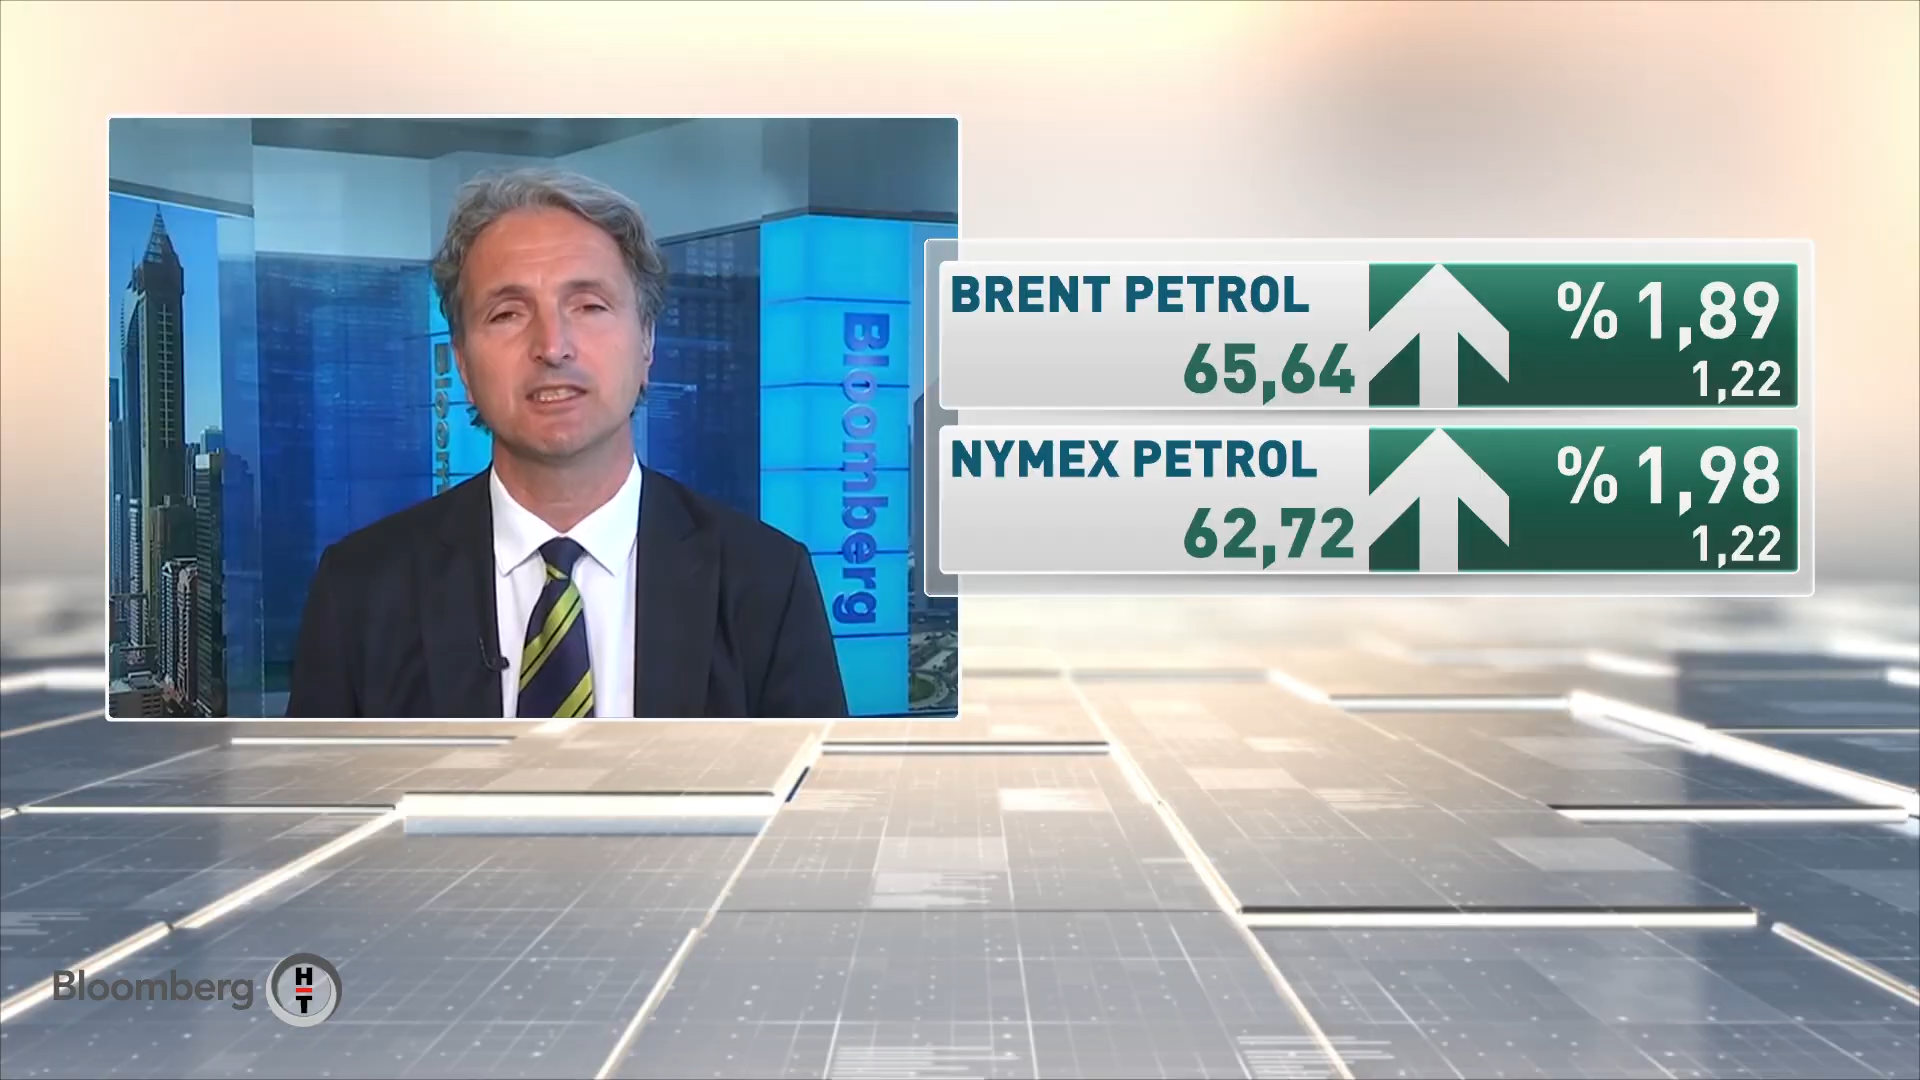 BRENT PETROL
65,64
% 1,89
1,22
NYMEX PETROL
62,72
% 1,98
1,22
Bloomberg
Bloom
Bloomberg HT